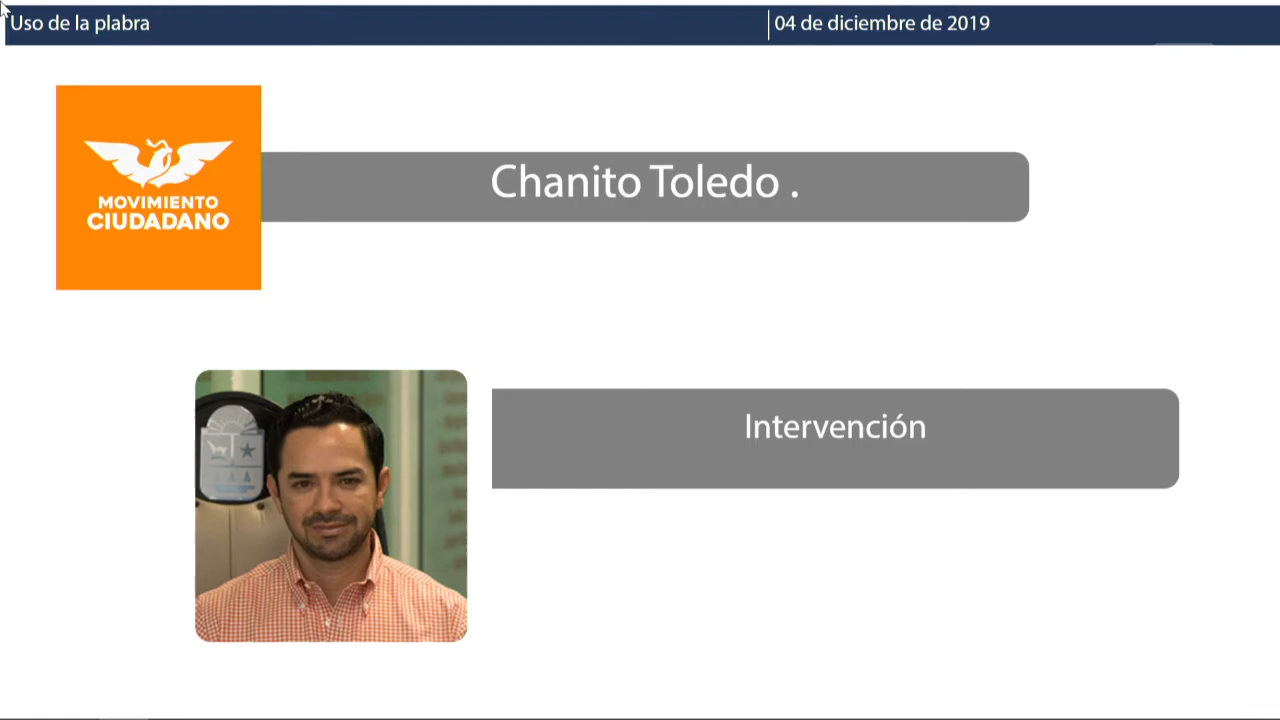 Uso de la plabra
04 de diciembre de 2019
MOVIMIENTO
CIUDADANO
Chanito Toledo .
Intervención